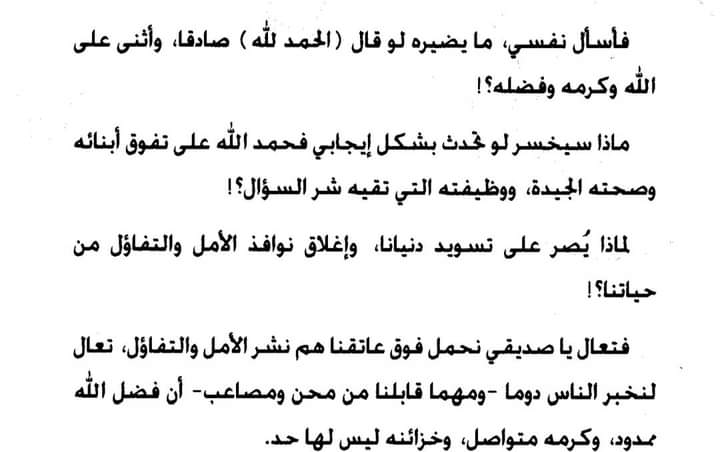 فأسأل نفسي، ما يضيره لو قال (الحمد لله) صادقا، وأثنى على
الله وكرمه وفضله؟!
ماذا سيخسر لو تحدث بشكل إيجابي فحمد الله على تفوق أبنائه
وصحته الجيدة، ووظيفته التي تقيه شر السؤال؟!
لماذا يُصر على تسويد دنيانا، وإغلاق نوافذ الأمل والتفاؤل من
حياتنا؟!
فتعال يا صديقي نحمل فوق عاتقنا هم نشر الأمل والتفاؤل، تعال
لنخبر الناس دوما -ومهما قابلنا من محن ومصاعب- أن فضل الله
ممدود، وكرمه متواصل، وخزائنه ليس لها حد.